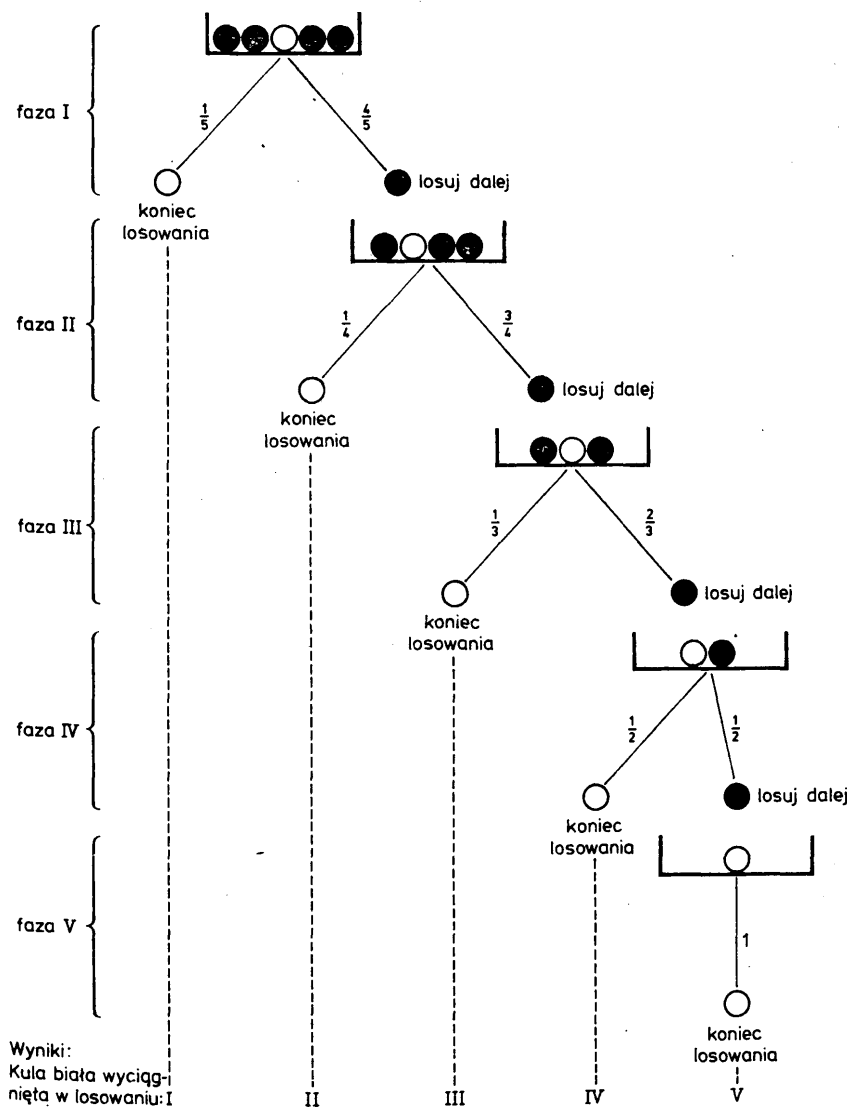 faza I
1/5
4/5
losuj dalej
koniec
losowania
faza II
1/4
3/4
losuj dalej
koniec
losowania
faza III
1/3
2/3
losuj dalej
koniec
losowania
faza IV
1/2
1/2
losuj dalej
koniec
losowania
faza V
1
koniec
losowania
Wyniki:
Kula biała wyciąg-
nięta w losowaniu: I II III IV V